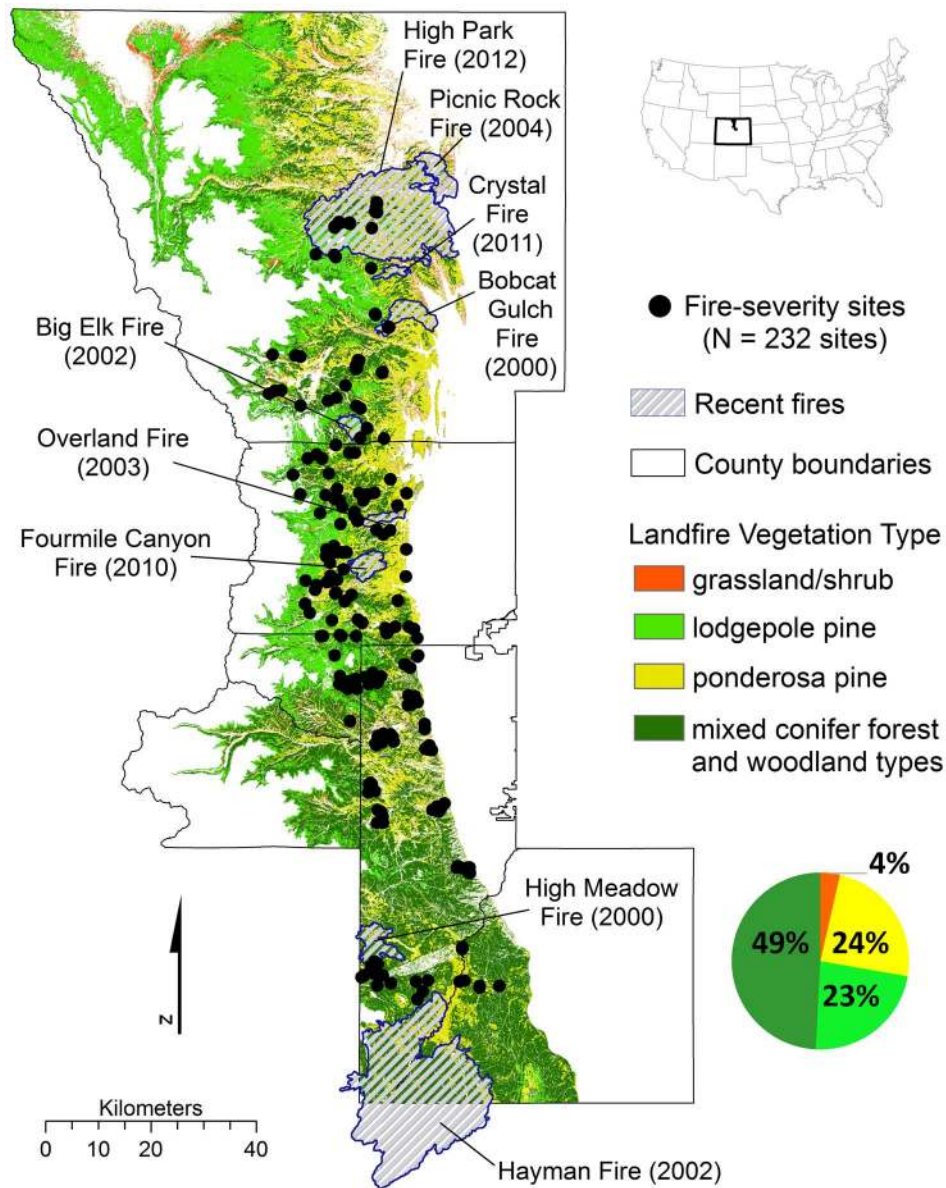 High Park
Fire (2012)
Picnic Rock
Fire (2004)
Crystal
Fire
(2011)
Bobcat
Gulch
Fire
(2000)
Big Elk Fire
(2002)
Overland Fire
(2003)
Fourmile Canyon
Fire (2010)
High Meadow
Fire (2000)
Hayman Fire (2002)
N
Kilometers
0 10 20 40
Fire-severity sites
(N = 232 sites)
Recent fires
County boundaries
Landfire Vegetation Type
grassland/shrub
lodgepole pine
ponderosa pine
mixed conifer forest
and woodland types
4%
49%
24%
23%